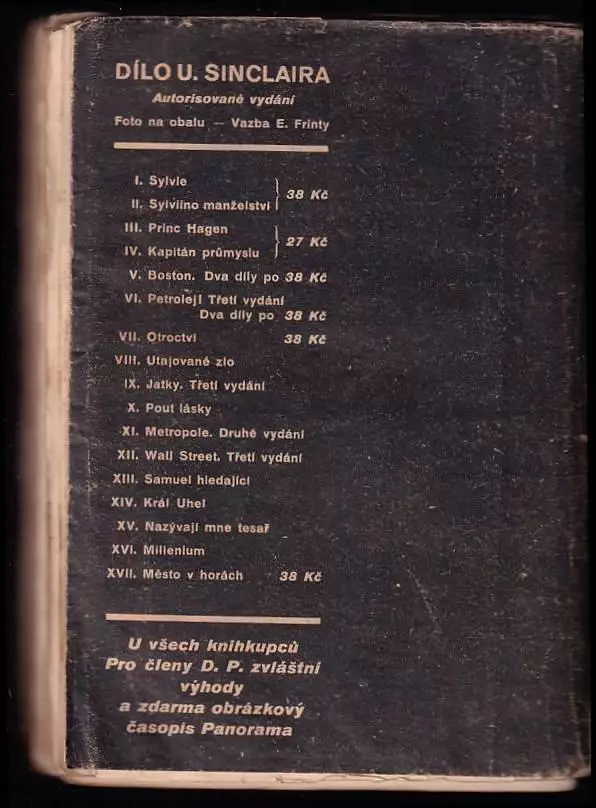 DÍLO U. SINCLAIRA
Autorisované vydání
Foto na obalu — Vazba E. Frinty
I. Sylvie
II. Sylviino manželství } 38 Kč
III. Princ Hagen
IV. Kapitán průmyslu } 27 Kč
V. Boston. Dva díly po 38 Kč
VI. Petrolej! Třetí vydání
Dva díly po 38 Kč
VII. Otroctví 38 Kč
VIII. Utajované zlo
IX. Jatky. Třetí vydání
X. Pout lásky
XI. Metropole. Druhé vydání
XII. Wall Street. Třetí vydání
XIII. Samuel hledající
XIV. Král Uhel
XV. Nazývají mne tesař
XVI. Millenium
XVII. Město v horách 38 Kč
U všech knihkupců
Pro členy D. P. zvláštní
výhody
a zdarma obrázkový
časopis Panorama